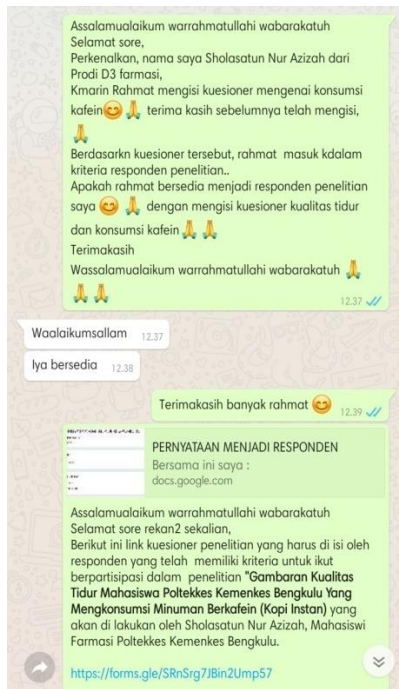 Assalamualaikum warrahmatullahi wabarakatuh
Selamat sore,
Perkenalkan, nama saya Sholasatun Nur Azizah dari
Prodi D3 farmasi,
Kmarin Rahmat mengisi kuesioner mengenai konsumsi
kafein😊🙏 terima kasih sebelumnya telah mengisi,
🙏
Berdasarkn kuesioner tersebut, rahmat masuk kdalam
kriteria responden penelitian..
Apakah rahmat bersedia menjadi responden penelitian
saya 😊 🙏 dengan mengisi kuesioner kualitas tidur
dan konsumsi kafein 🙏 🙏
Terimakasih
Wassalamualaikum warrahmatullahi wabarakatuh 🙏
🙏 🙏
12.37
Waalaikumsallam 12.37
Iya bersedia 12.38
Terimakasih banyak rahmat 😊 12.39
PERNYATAAN MENJADI RESPONDEN
Bersama ini saya :
docs.google.com
Assalamualaikum warrahmatullahi wabarakatuh
Selamat sore rekan2 sekalian,
Berikut ini link kuesioner penelitian yang harus di isi oleh
responden yang telah memiliki kriteria untuk ikut
berpartisipasi dalam penelitian "Gambaran Kualitas
Tidur Mahasiswa Poltekkes Kemenkes Bengkulu Yang
Mengkonsumsi Minuman Berkafein (Kopi Instan) yang
akan di lakukan oleh Sholasatun Nur Azizah, Mahasiswi
Farmasi Poltekkes Kemenkes Bengkulu.
https://forms.gle/SRnSrg7JBin2Ump57